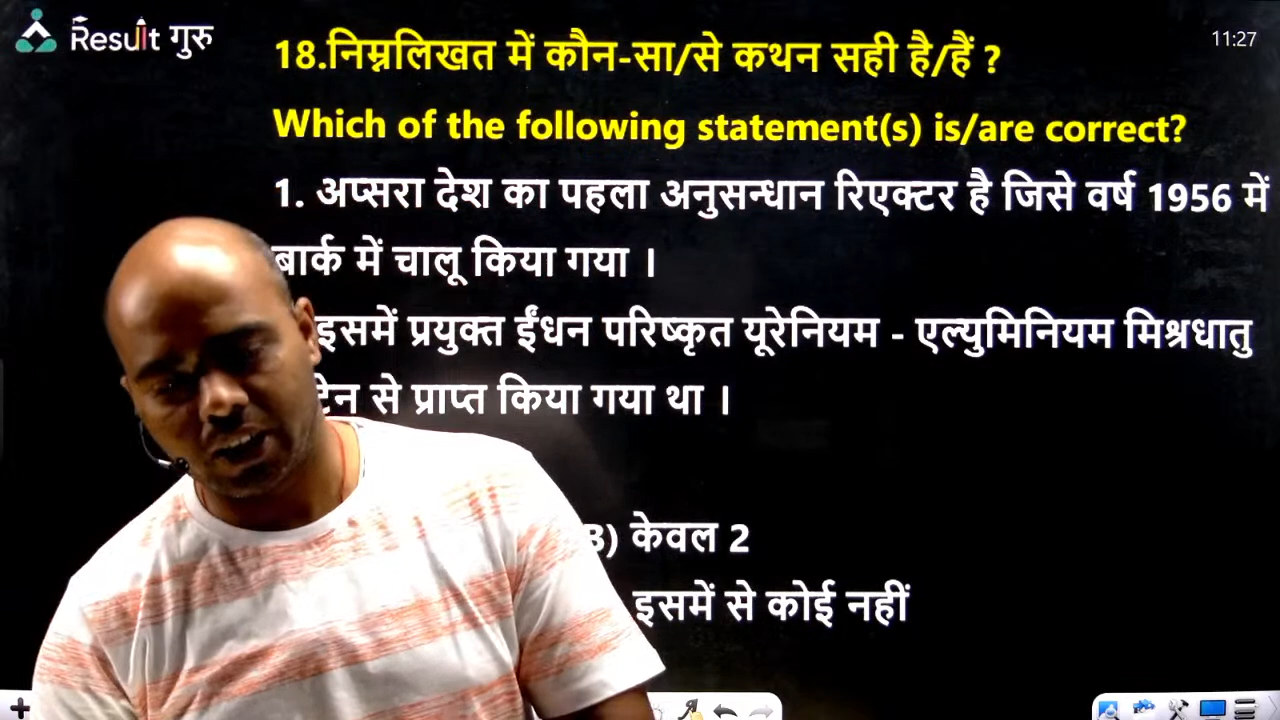 Result गुरु
11:27
18.निम्नलिखत में कौन-सा/से कथन सही है/हैं ?
Which of the following statement(s) is/are correct?
1. अप्सरा देश का पहला अनुसन्धान रिएक्टर है जिसे वर्ष 1956 में
बार्क में चालू किया गया ।
इसमें प्रयुक्त ईंधन परिष्कृत यूरेनियम - एल्युमिनियम मिश्रधातु
से प्राप्त किया गया था ।
B) केवल 2
इसमें से कोई नहीं